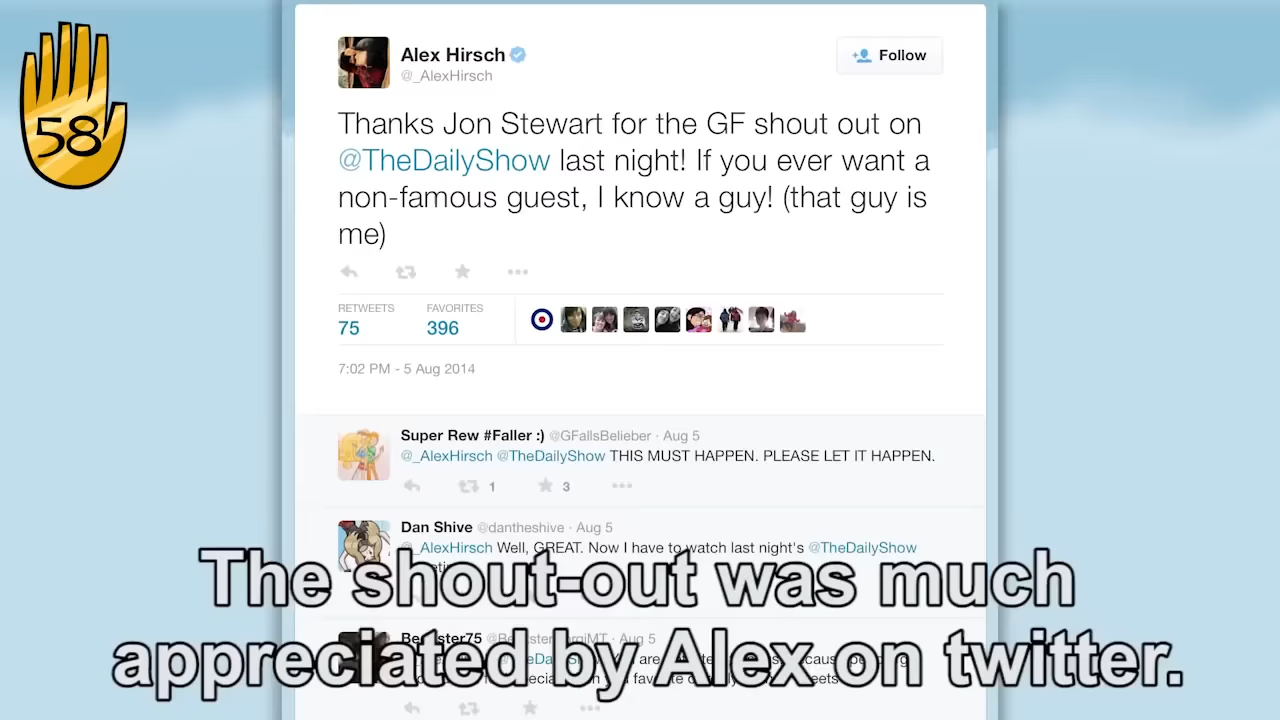 58
Alex Hirsch
@_AlexHirsch
Follow
Thanks Jon Stewart for the GF shout out on
@TheDailyShow last night! If you ever want a
non-famous guest, I know a guy! (that guy is
me)
RETWEETS
75
FAVORITES
396
7:02 PM - 5 Aug 2014
Super Rew #Faller :) @GFallsBelieber · Aug 5
@_AlexHirsch @TheDailyShow THIS MUST HAPPEN. PLEASE LET IT HAPPEN.
1 3
Dan Shive @dantheshive · Aug 5
_AlexHirsch Well, GREAT. Now I have to watch last night's @TheDailyShow
Aug 5
The shout-out was much
appreciated by Alex on twitter.